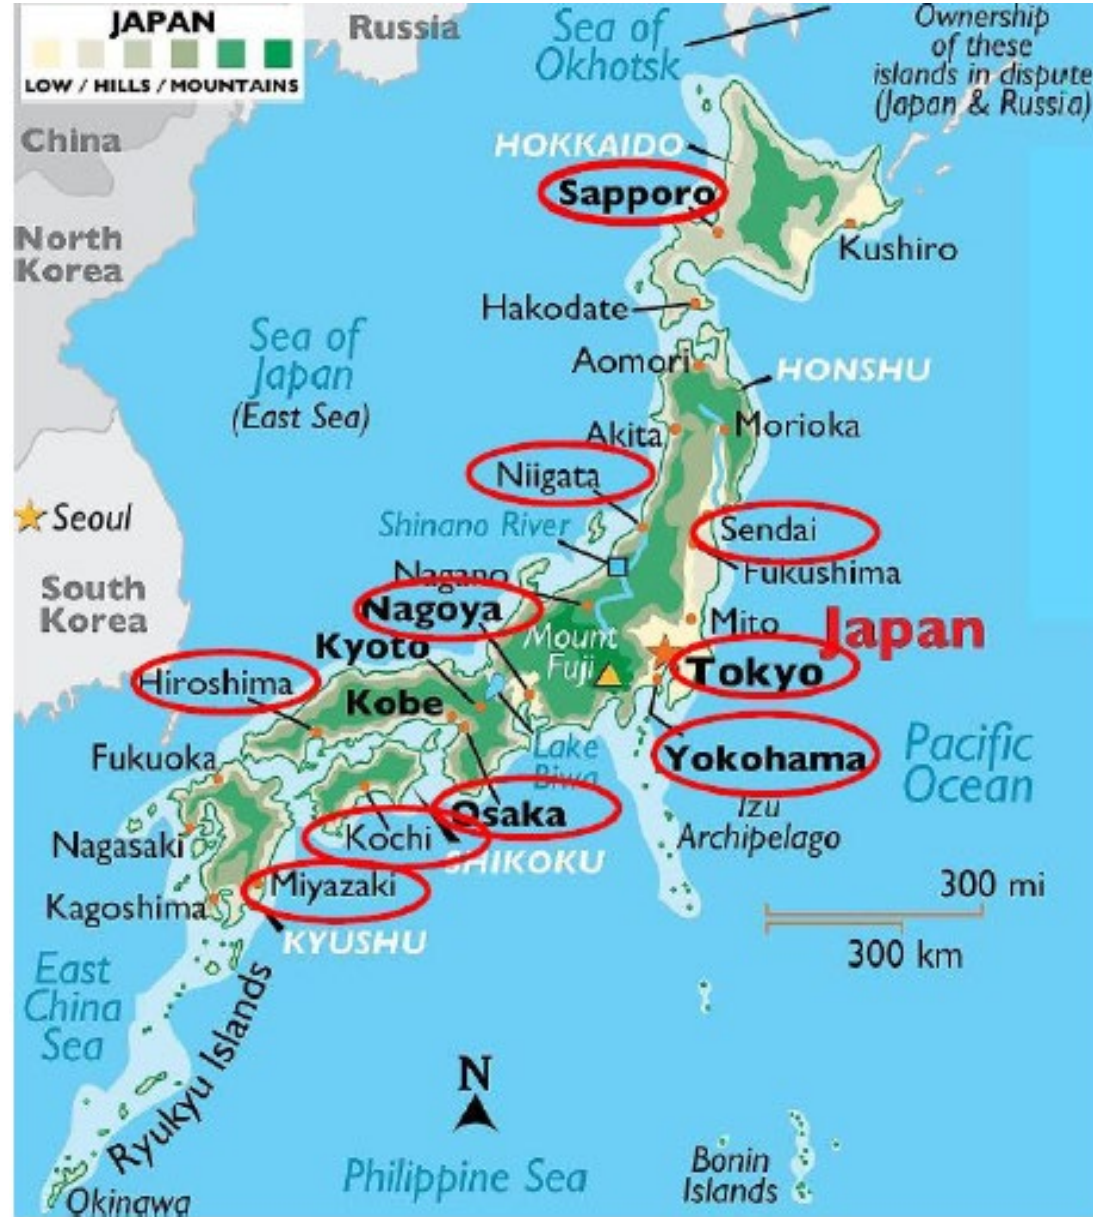 JAPAN
LOW / HILLS / MOUNTAINS
Russia
Sea of
Okhotsk
Ownership
of these
islands in dispute
(Japan & Russia)
China
HOKKAIDO
Sapporo
North
Korea
Kushiro
Hakodate
Sea of
Japan
(East Sea)
Aomori
HONSHU
Akita
Morioka
Niigata
Seoul
Shinano River
Sendai
Nagano
Fukushima
South
Korea
Nagoya
Mito
Japan
Mount
Fuji
Kyoto
Tokyo
Hiroshima
Kobe
Fukuoka
Lake
Biwa
Yokohama
Pacific
Ocean
Osaka
Izu
Archipelago
Nagasaki
Kochi
SHIKOKU
Miyazaki
300 mi
Kagoshima
KYUSHU
300 km
East
China
Sea
Ryukyu Islands
N
Philippine Sea
Bonin
Islands
Okinawa